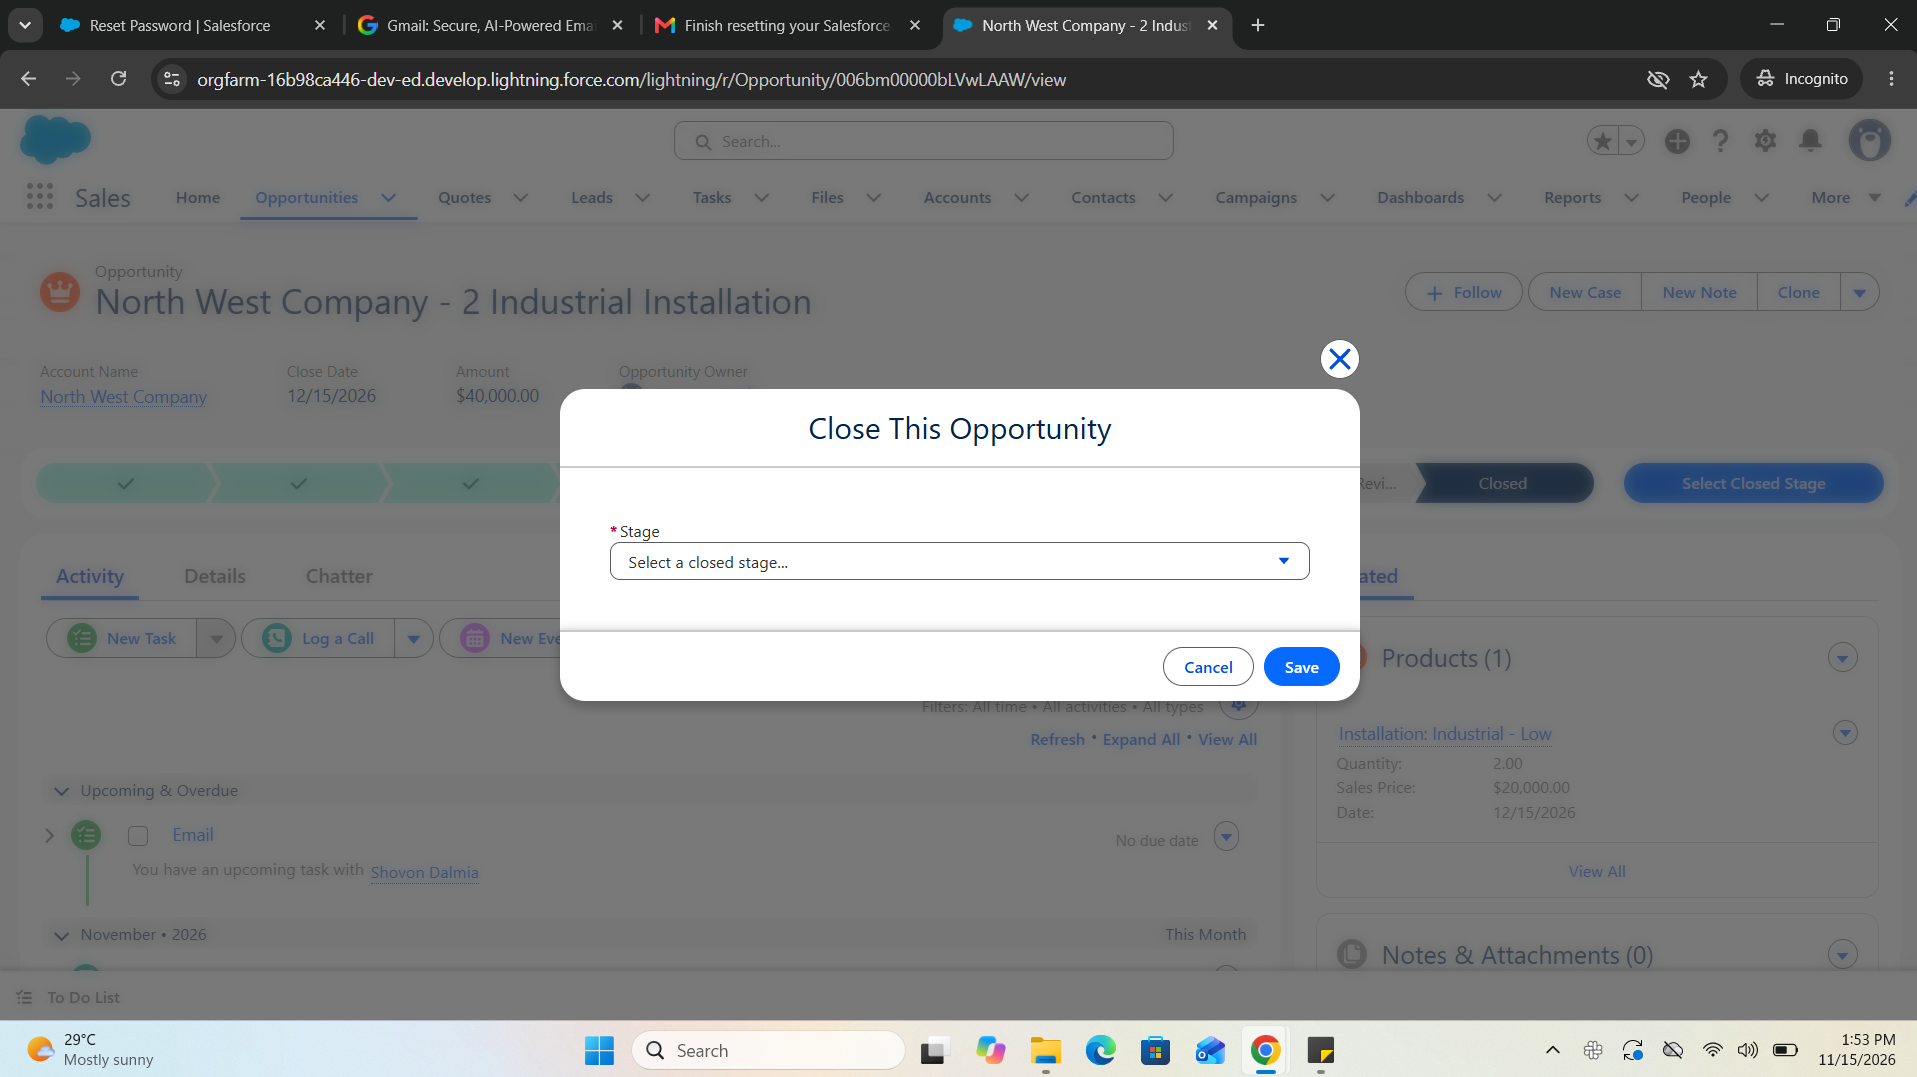 Reset Password | Salesforce
Gmail: Secure, AI-Powered Emai
Finish resetting your Salesforce
North West Company - 2 Indust
orgfarm-16b98ca446-dev-ed.develop.lightning.force.com/lightning/r/Opportunity/006bm00000bLVwLAAW/view
Incognito
Search...
Sales
Home
Opportunities
Quotes
Leads
Tasks
Files
Accounts
Contacts
Campaigns
Dashboards
Reports
People
More
Opportunity
North West Company - 2 Industrial Installation
Follow
New Case
New Note
Clone
Account Name
North West Company
Close Date
12/15/2026
Amount
$40,000.00
Opportunity Owner
Close This Opportunity
*Stage
Select a closed stage...
Cancel
Save
Revi...
Closed
Select Closed Stage
Activity
Details
Chatter
New Task
Log a Call
New Eve
Filters: All time • All activities • All types
Refresh • Expand All • View All
Upcoming & Overdue
Email
No due date
You have an upcoming task with Shovon Dalmia
November • 2026
This Month
ated
Products (1)
Installation: Industrial - Low
Quantity: 2.00
Sales Price: $20,000.00
Date: 12/15/2026
View All
Notes & Attachments (0)
To Do List
29°C
Mostly sunny
Search
1:53 PM
11/15/2026